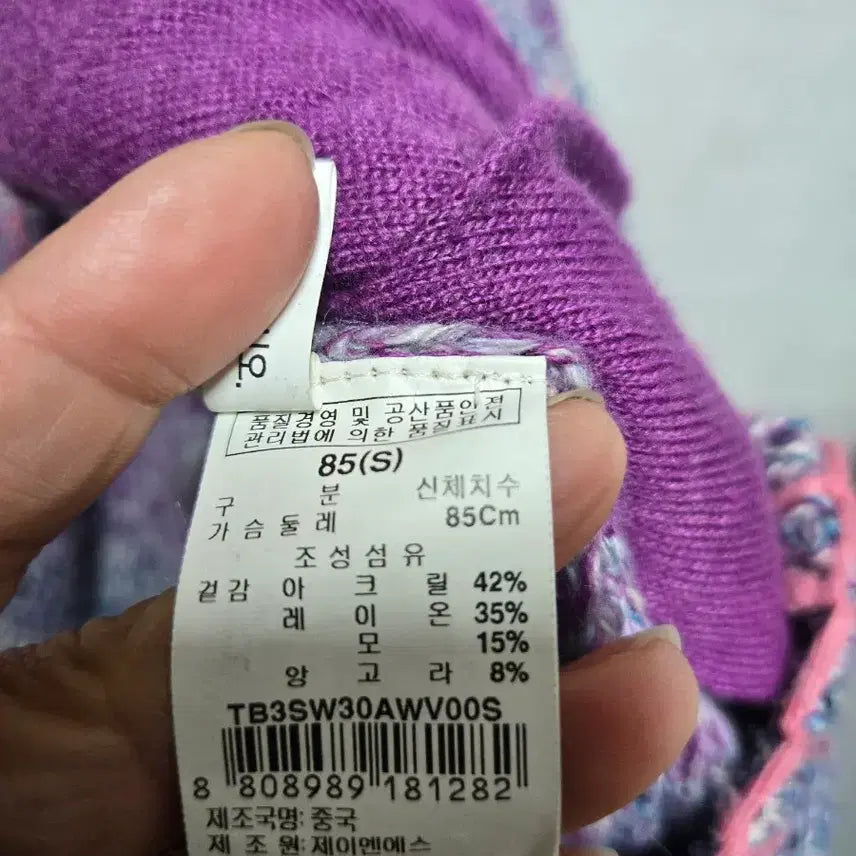 시오.
품질경영 및 공산품안전
관리법에 의한 품질표시
85(S)
구 분 신체치수
가슴둘레 85Cm
조성섬유
겉감 아크릴 42%
레이온 35%
모 15%
앙고라 8%
TB3SW30AWV00S
8 808989 181282
제조국명: 중국
제조원: 제이엔에스